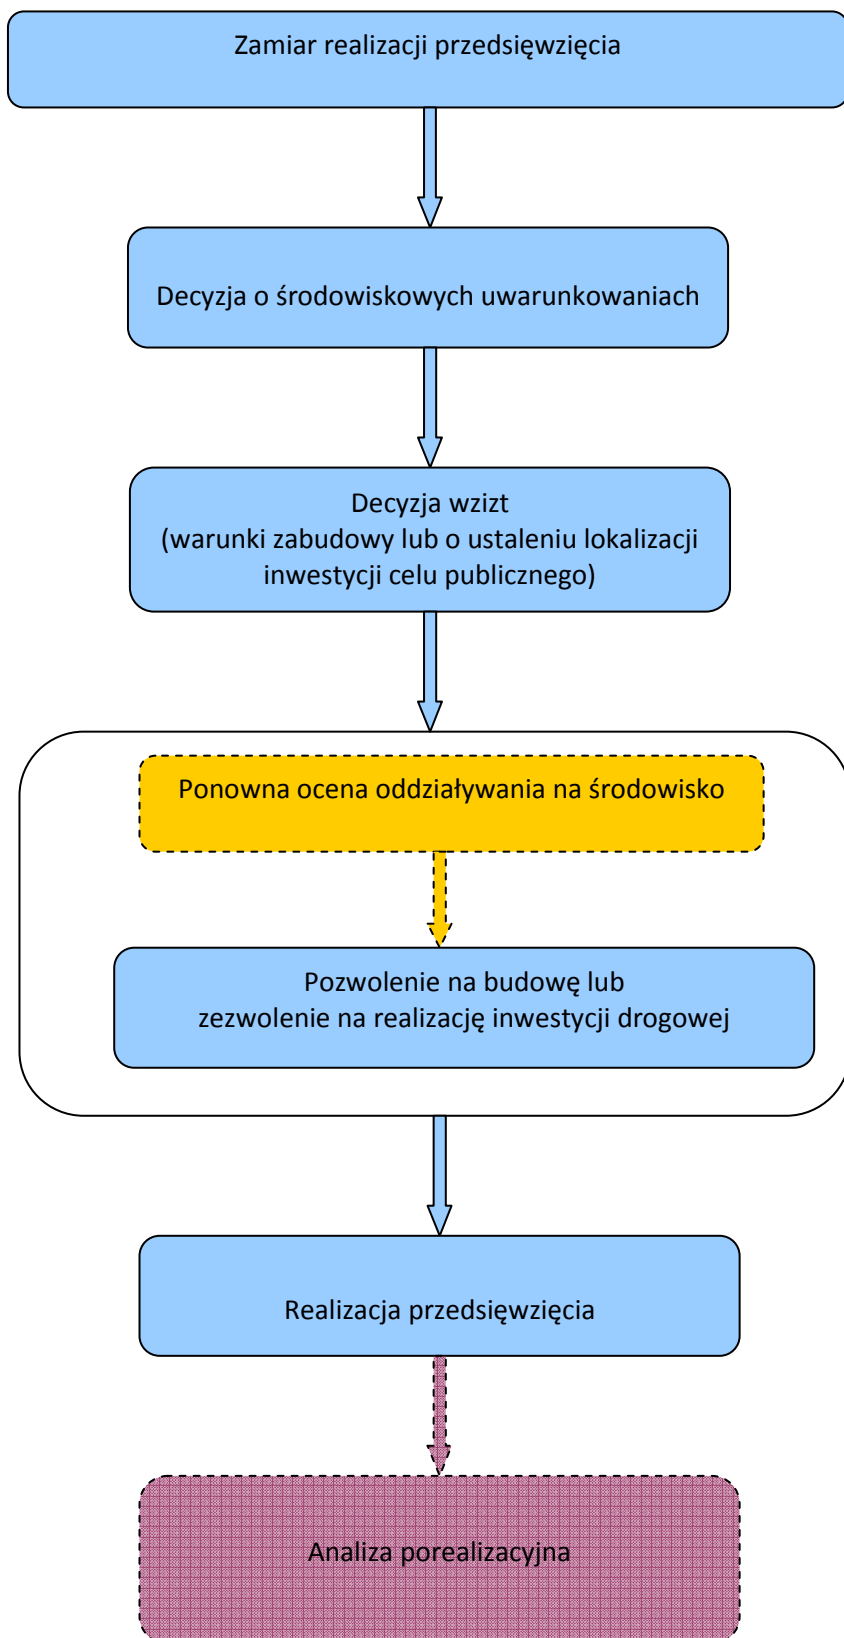 Zamiar realizacji przedsięwzięcia
Decyzja o środowiskowych uwarunkowaniach
Decyzja wzizt
(warunki zabudowy lub o ustaleniu lokalizacji
inwestycji celu publicznego)
Ponowna ocena oddziaływania na środowisko
Pozwolenie na budowę lub
zezwolenie na realizację inwestycji drogowej
Realizacja przedsięwzięcia
Analiza porealizacyjna